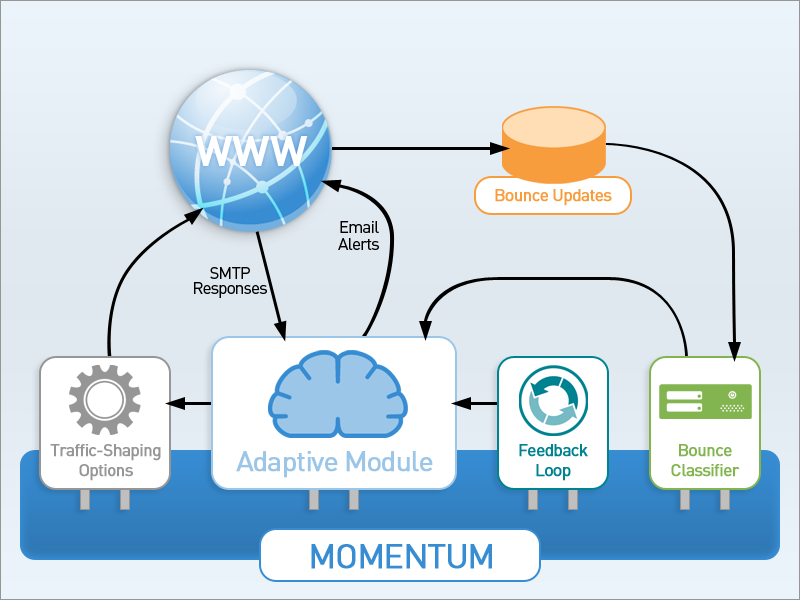 WWW
Bounce Updates
Email
Alerts
SMTP
Responses
Traffic-Shaping
Options
Adaptive Module
Feedback
Loop
Bounce
Classifier
MOMENTUM